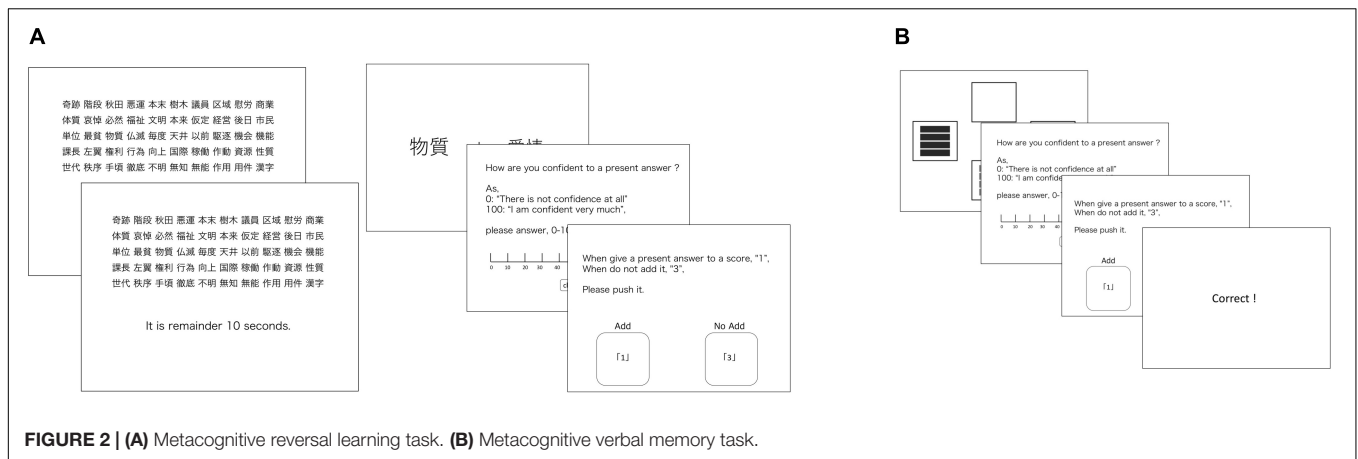 A
奇跡 階段 秋田 悪運 本末 樹木 議員 区域 慰労 商業
体質 哀悼 必然 福祉 文明 本来 仮定 経営 後日 市民
単位 最貧 物質 仏滅 毎度 天井 以前 駆逐 機会 機能
課長 左翼 権利 行為 向上 国際 稼働 作動 資源 性質
世代 秩序 手頃 徹底 不明 無知 無能 作用 用件 漢字
奇跡 階段 秋田 悪運 本末 樹木 議員 区域 慰労 商業
体質 哀悼 必然 福祉 文明 本来 仮定 経営 後日 市民
単位 最貧 物質 仏滅 毎度 天井 以前 駆逐 機会 機能
課長 左翼 権利 行為 向上 国際 稼働 作動 資源 性質
世代 秩序 手頃 徹底 不明 無知 無能 作用 用件 漢字
It is remainder 10 seconds.
物質
How are you confident to a present answer ?
As,
0: "There is not confidence at all"
100: "I am confident very much",
please answer, 0-10
0 10 20 30 40
When give a present answer to a score, "1",
When do not add it, "3",
Please push it.
Add No Add
「1」 「3」
B
How are you confident to a present answer ?
As,
0: "There is not confidence at all"
100: "I am confide
please answer, 0-
0 10 20 30 40
When give a present answer to a score, "1",
When do not add it, "3",
Please push it.
Add
「1」
Correct !
FIGURE 2 | (A) Metacognitive reversal learning task. (B) Metacognitive verbal memory task.